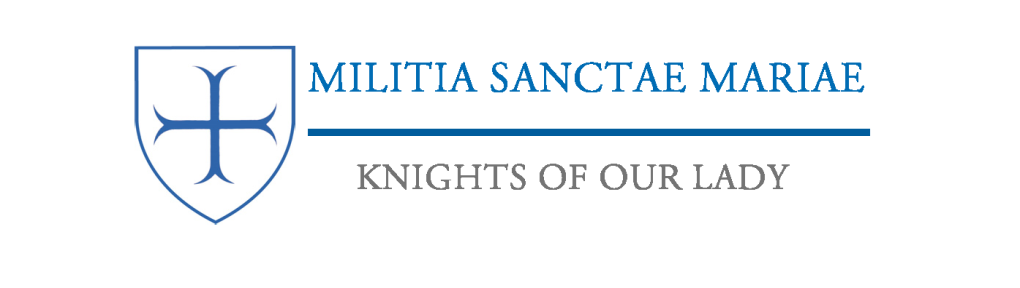 MILITIA SANCTAE MARIAE
KNIGHTS OF OUR LADY